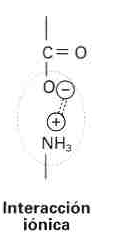 C=O
O⊖
⊕
NH₃
Interacción
iónica